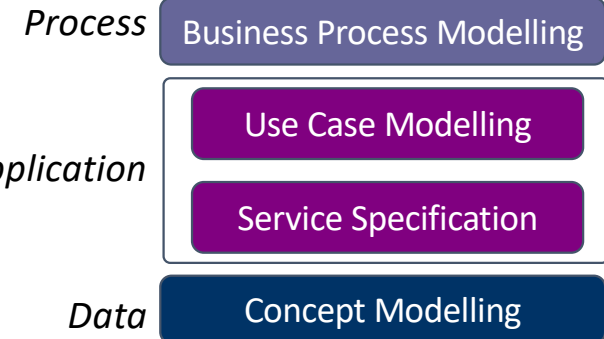 Process
Business Process Modelling
Use Case Modelling
pplication
Service Specification
Data
Concept Modelling